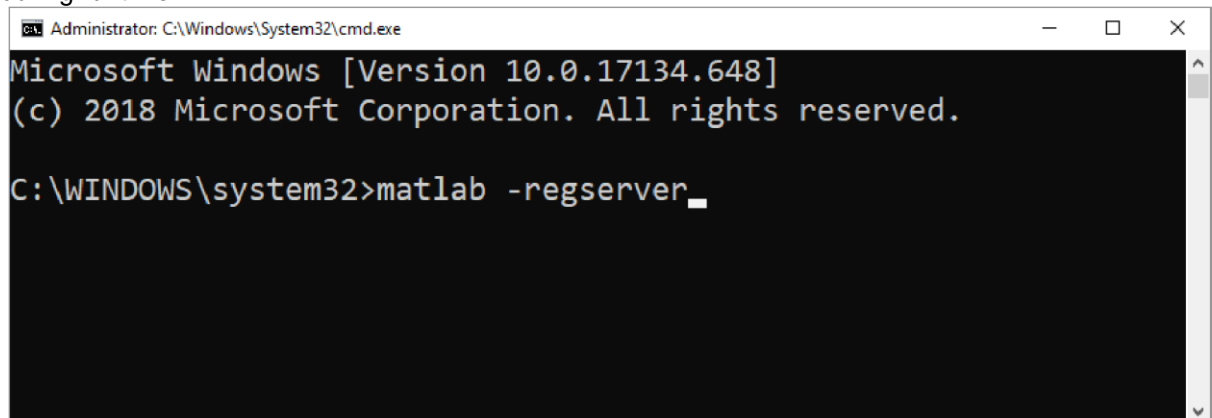 Administrator: C:\Windows\System32\cmd.exe
Microsoft Windows [Version 10.0.17134.648]
(c) 2018 Microsoft Corporation. All rights reserved.
C:\WINDOWS\system32>matlab -regserver